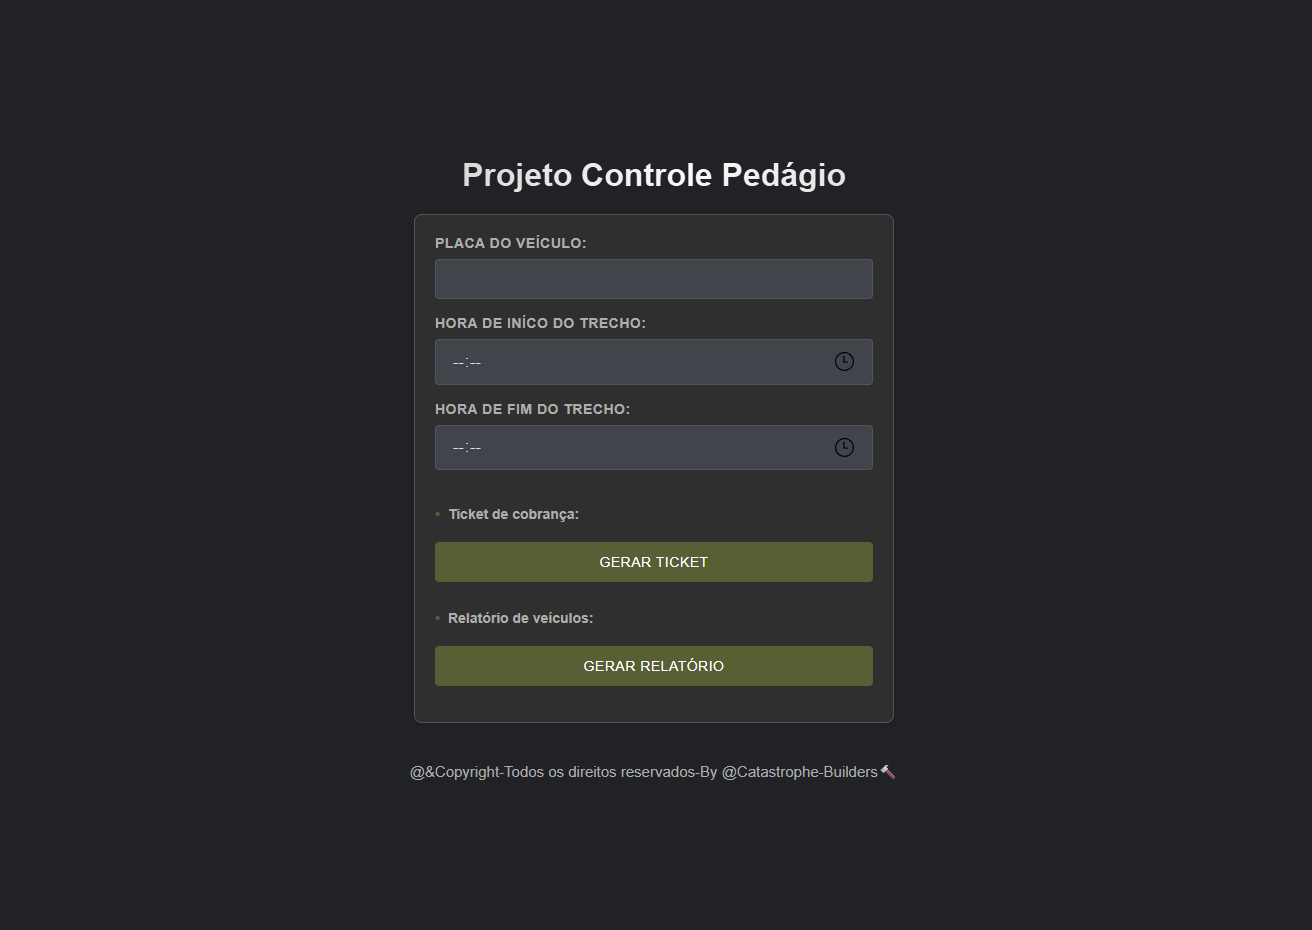 Projeto Controle Pedágio
PLACA DO VEÍCULO:
HORA DE INÍCO DO TRECHO:
--:--
HORA DE FIM DO TRECHO:
--:--
• Ticket de cobrança:
GERAR TICKET
• Relatório de veículos:
GERAR RELATÓRIO
@&Copyright-Todos os direitos reservados-By @Catastrophe-Builders🔨